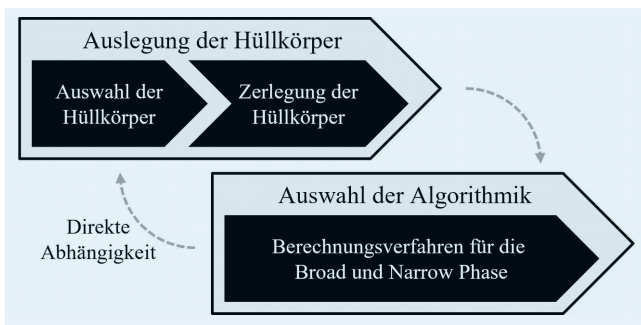 Auslegung der Hüllkörper
Auswahl der
Hüllkörper
Zerlegung der
Hüllkörper
Auswahl der Algorithmik
Direkte
Abhängigkeit
Berechnungsverfahren für die
Broad und Narrow Phase